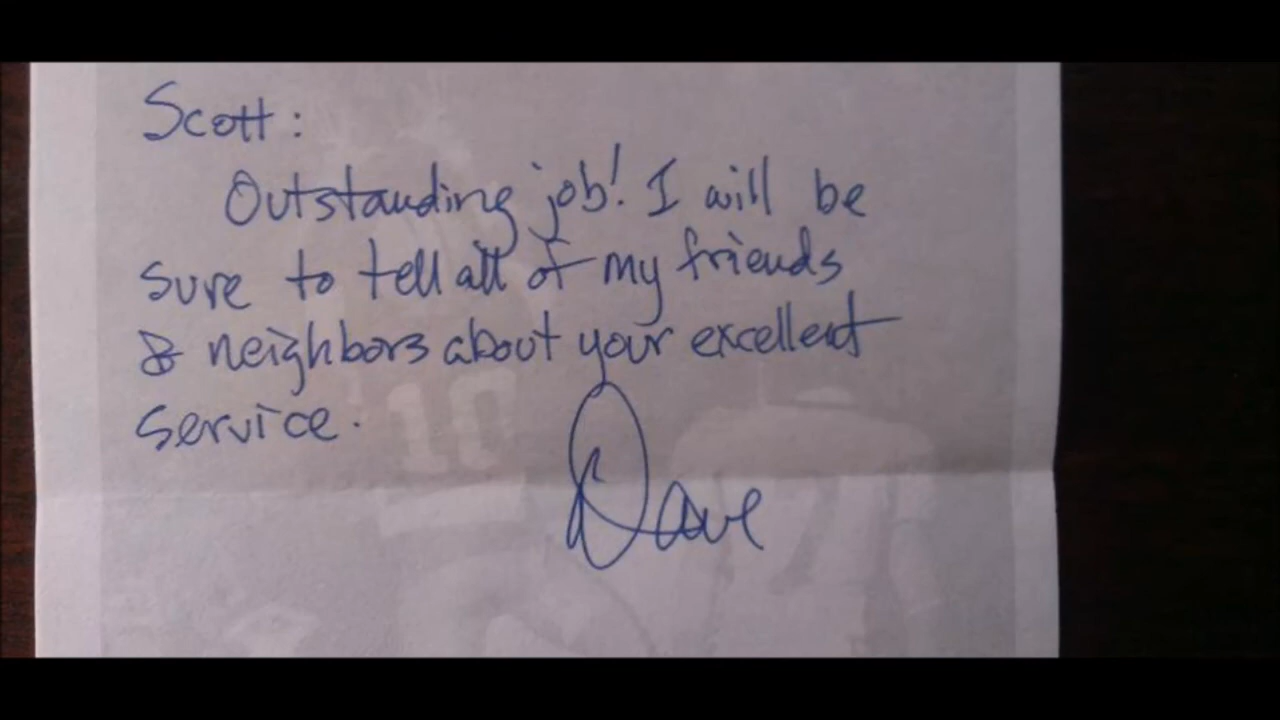 Scott:
Outstanding job! I will be
sure to tell all of my friends
& neighbors about your excellent
service.
Dave